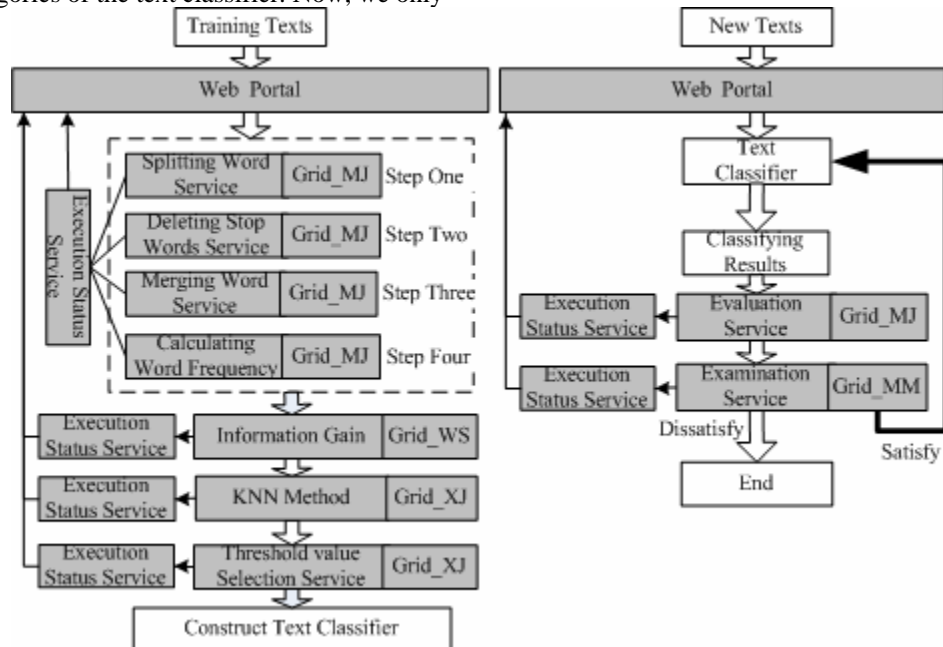 egories of the text classifier. Now, we only
Training Texts
Web Portal
Splitting Word
Service
Grid_MJ
Step One
Deleting Stop
Words Service
Grid_MJ
Step Two
Merging Word
Service
Grid_MJ
Step Three
Calculating
Word Frequency
Grid_MJ
Step Four
Execution Status
Service
Execution
Status Service
Information Gain
Grid_WS
Execution
Status Service
KNN Method
Grid_XJ
Execution
Status Service
Threshold value
Selection Service
Grid_XJ
Construct Text Classifier
New Texts
Web Portal
Text
Classifier
Classifying
Results
Execution
Status Service
Evaluation
Service
Grid_MJ
Execution
Status Service
Examination
Service
Grid_MM
Dissatisfy
Satisfy
End